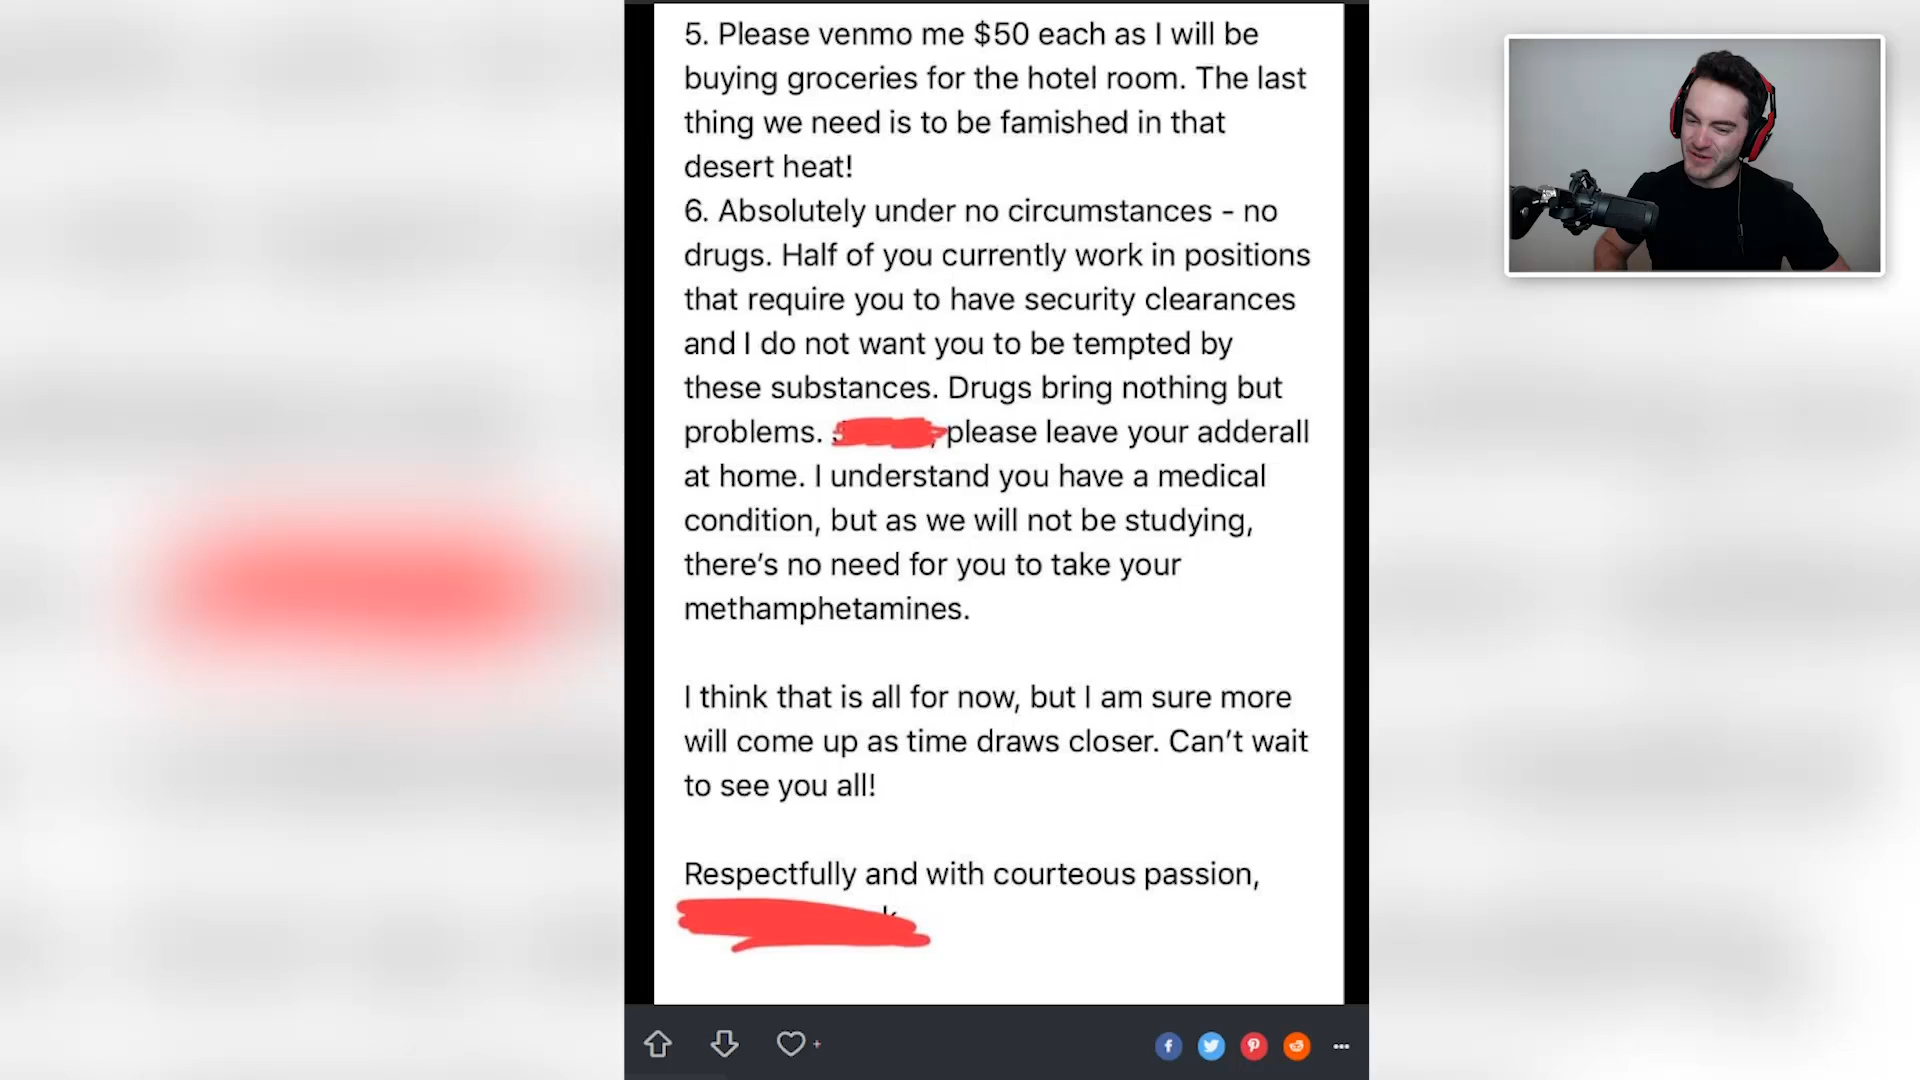 5. Please venmo me $50 each as I will be
buying groceries for the hotel room. The last
thing we need is to be famished in that
desert heat!
6. Absolutely under no circumstances - no
drugs. Half of you currently work in positions
that require you to have security clearances
and I do not want you to be tempted by
these substances. Drugs bring nothing but
problems. please leave your adderall
at home. I understand you have a medical
condition, but as we will not be studying,
there's no need for you to take your
methamphetamines.
I think that is all for now, but I am sure more
will come up as time draws closer. Can't wait
to see you all!
Respectfully and with courteous passion,